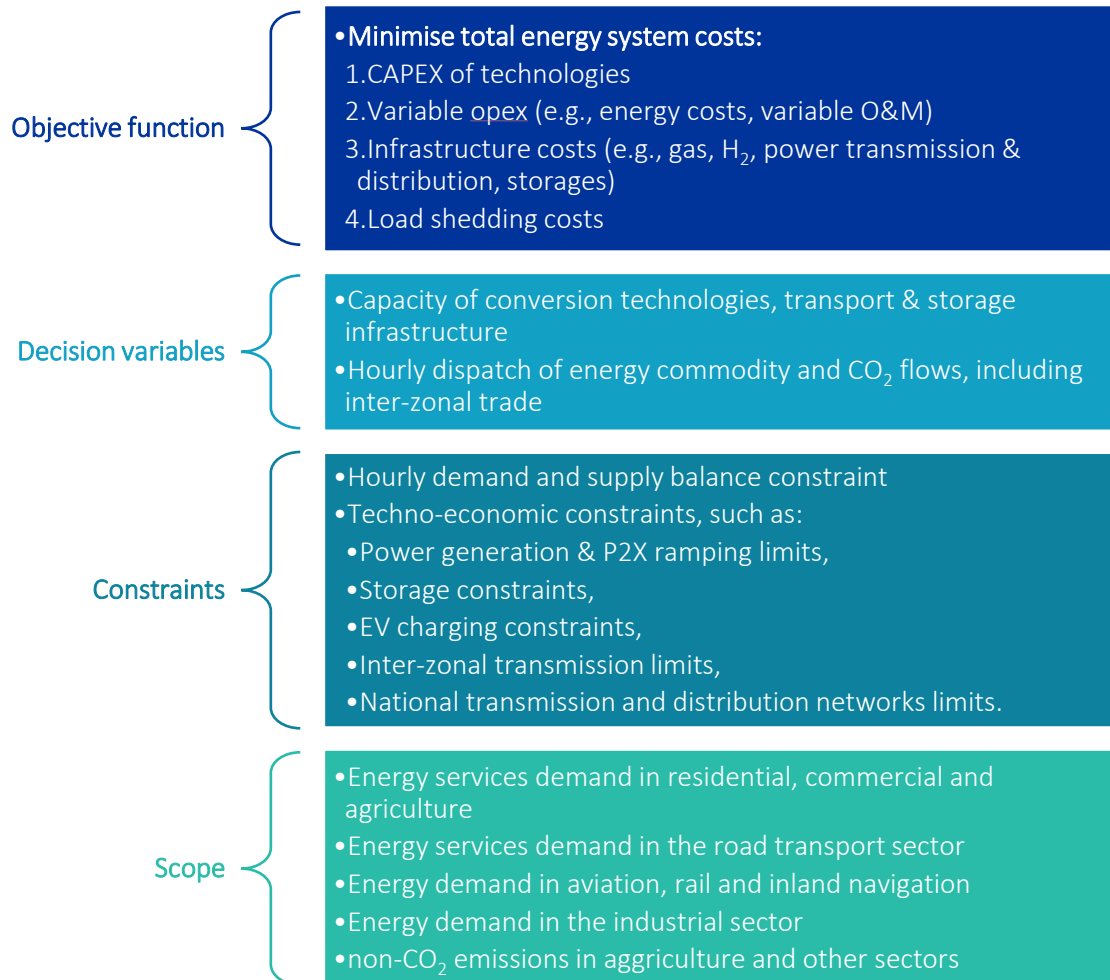 Objective function
•Minimise total energy system costs:
1.CAPEX of technologies
2.Variable opex (e.g., energy costs, variable O&M)
3.Infrastructure costs (e.g., gas, H₂, power transmission &
distribution, storages)
4.Load shedding costs
Decision variables
•Capacity of conversion technologies, transport & storage
infrastructure
•Hourly dispatch of energy commodity and CO₂ flows, including
inter-zonal trade
Constraints
•Hourly demand and supply balance constraint
•Techno-economic constraints, such as:
•Power generation & P2X ramping limits,
•Storage constraints,
•EV charging constraints,
•Inter-zonal transmission limits,
•National transmission and distribution networks limits.
Scope
•Energy services demand in residential, commercial and
agriculture
•Energy services demand in the road transport sector
•Energy demand in aviation, rail and inland navigation
•Energy demand in the industrial sector
•non-CO₂ emissions in aggriculture and other sectors